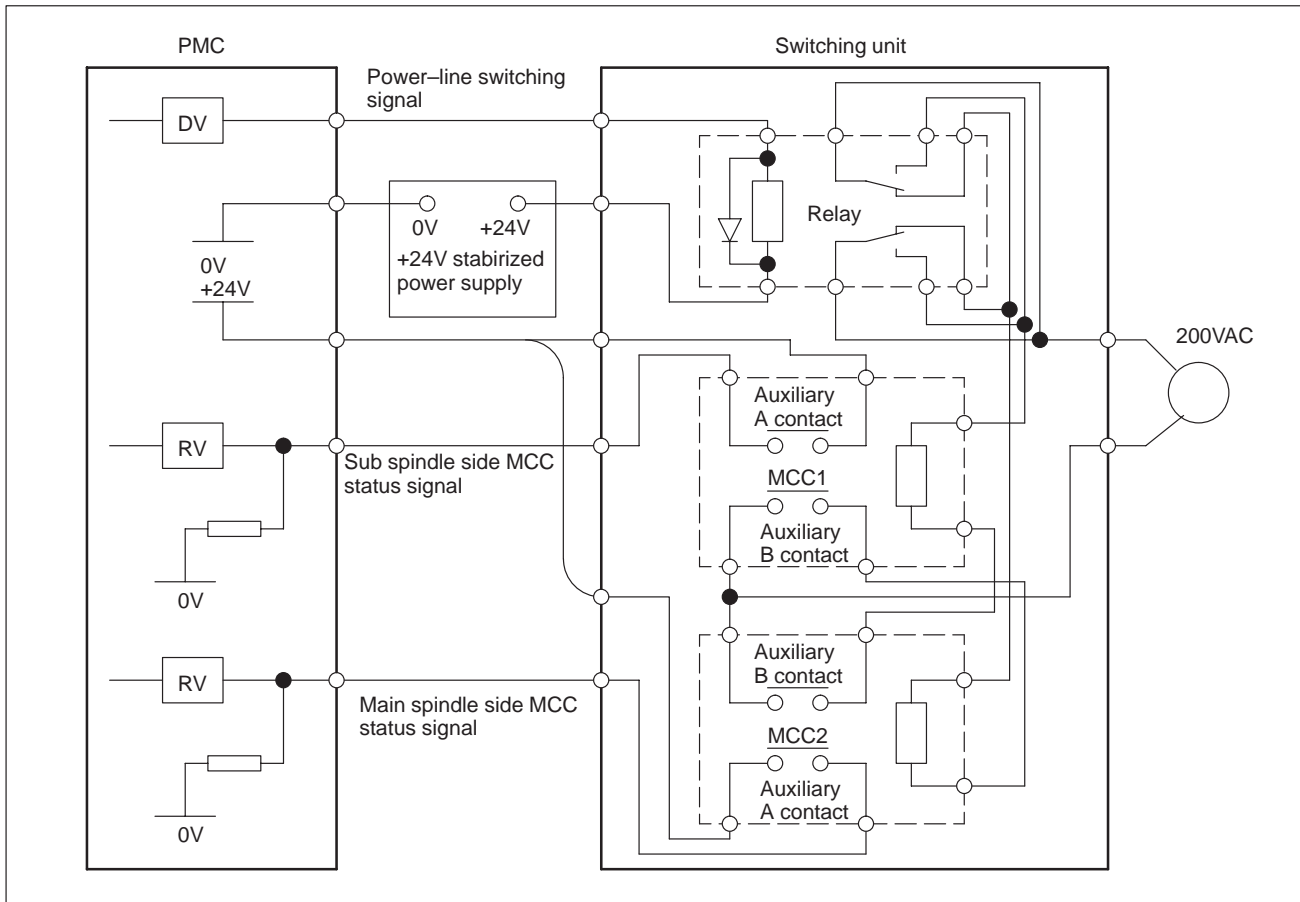 PMC
Switching unit
Power–line switching
signal
DV
0V
+24V
0V
+24V
+24V stabirized
power supply
Relay
200VAC
Auxiliary
A contact
RV
Sub spindle side MCC
status signal
MCC1
Auxiliary
B contact
0V
Auxiliary
B contact
RV
Main spindle side MCC
status signal
MCC2
Auxiliary
A contact
0V